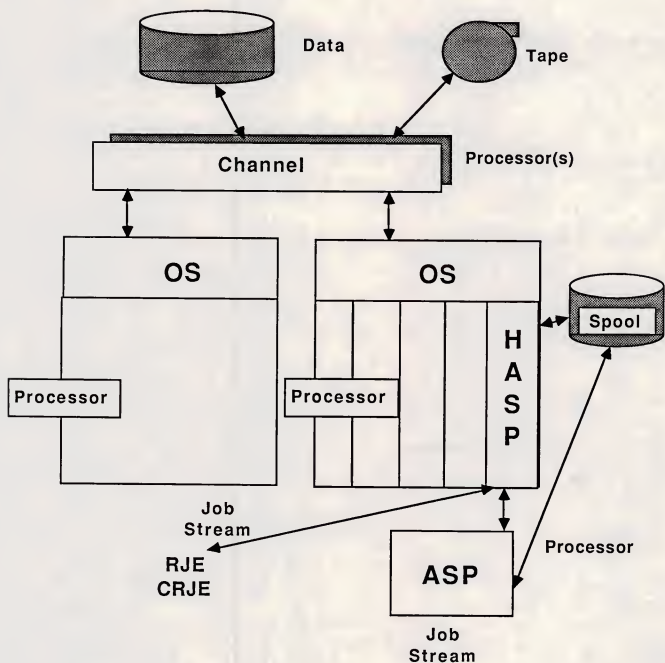 Data
Tape
Channel
Processor(s)
OS
OS
Spool
H
A
S
P
Processor
Processor
Job
Stream
RJE
CRJE
Processor
ASP
Job
Stream